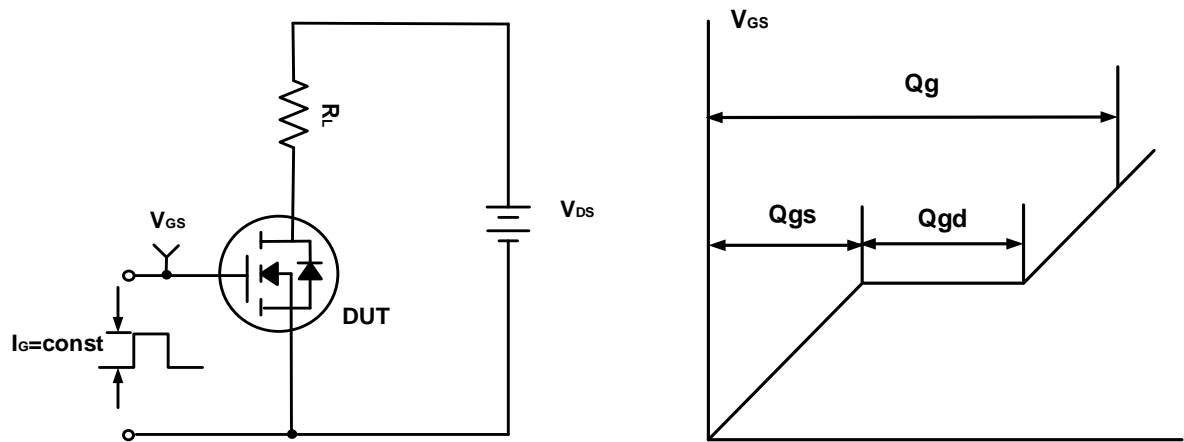 RL
VGS
VDS
DUT
IG=const
VGS
Qg
Qgs
Qgd